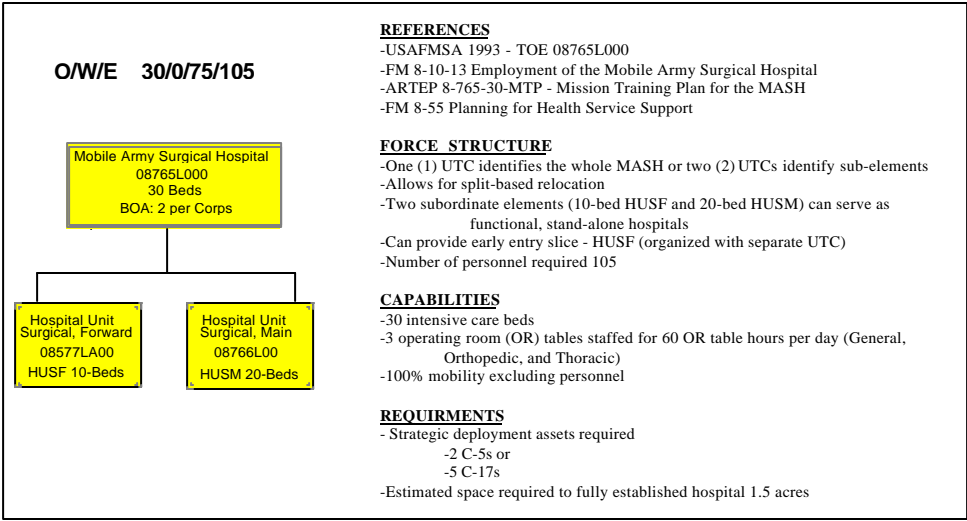 O/W/E 30/0/75/105
Mobile Army Surgical Hospital
08765L000
30 Beds
BOA: 2 per Corps
Hospital Unit
Surgical, Forward
08577LA00
HUSF 10-Beds
Hospital Unit
Surgical, Main
08766L00
HUSM 20-Beds
REFERENCES
-USAFMSA 1993 - TOE 08765L000
-FM 8-10-13 Employment of the Mobile Army Surgical Hospital
-ARTEP 8-765-30-MTP - Mission Training Plan for the MASH
-FM 8-55 Planning for Health Service Support
FORCE STRUCTURE
-One (1) UTC identifies the whole MASH or two (2) UTCs identify sub-elements
-Allows for split-based relocation
-Two subordinate elements (10-bed HUSF and 20-bed HUSM) can serve as
functional, stand-alone hospitals
-Can provide early entry slice - HUSF (organized with separate UTC)
-Number of personnel required 105
CAPABILITIES
-30 intensive care beds
-3 operating room (OR) tables staffed for 60 OR table hours per day (General,
Orthopedic, and Thoracic)
-100% mobility excluding personnel
REQUIRMENTS
- Strategic deployment assets required
-2 C-5s or
-5 C-17s
-Estimated space required to fully established hospital 1.5 acres